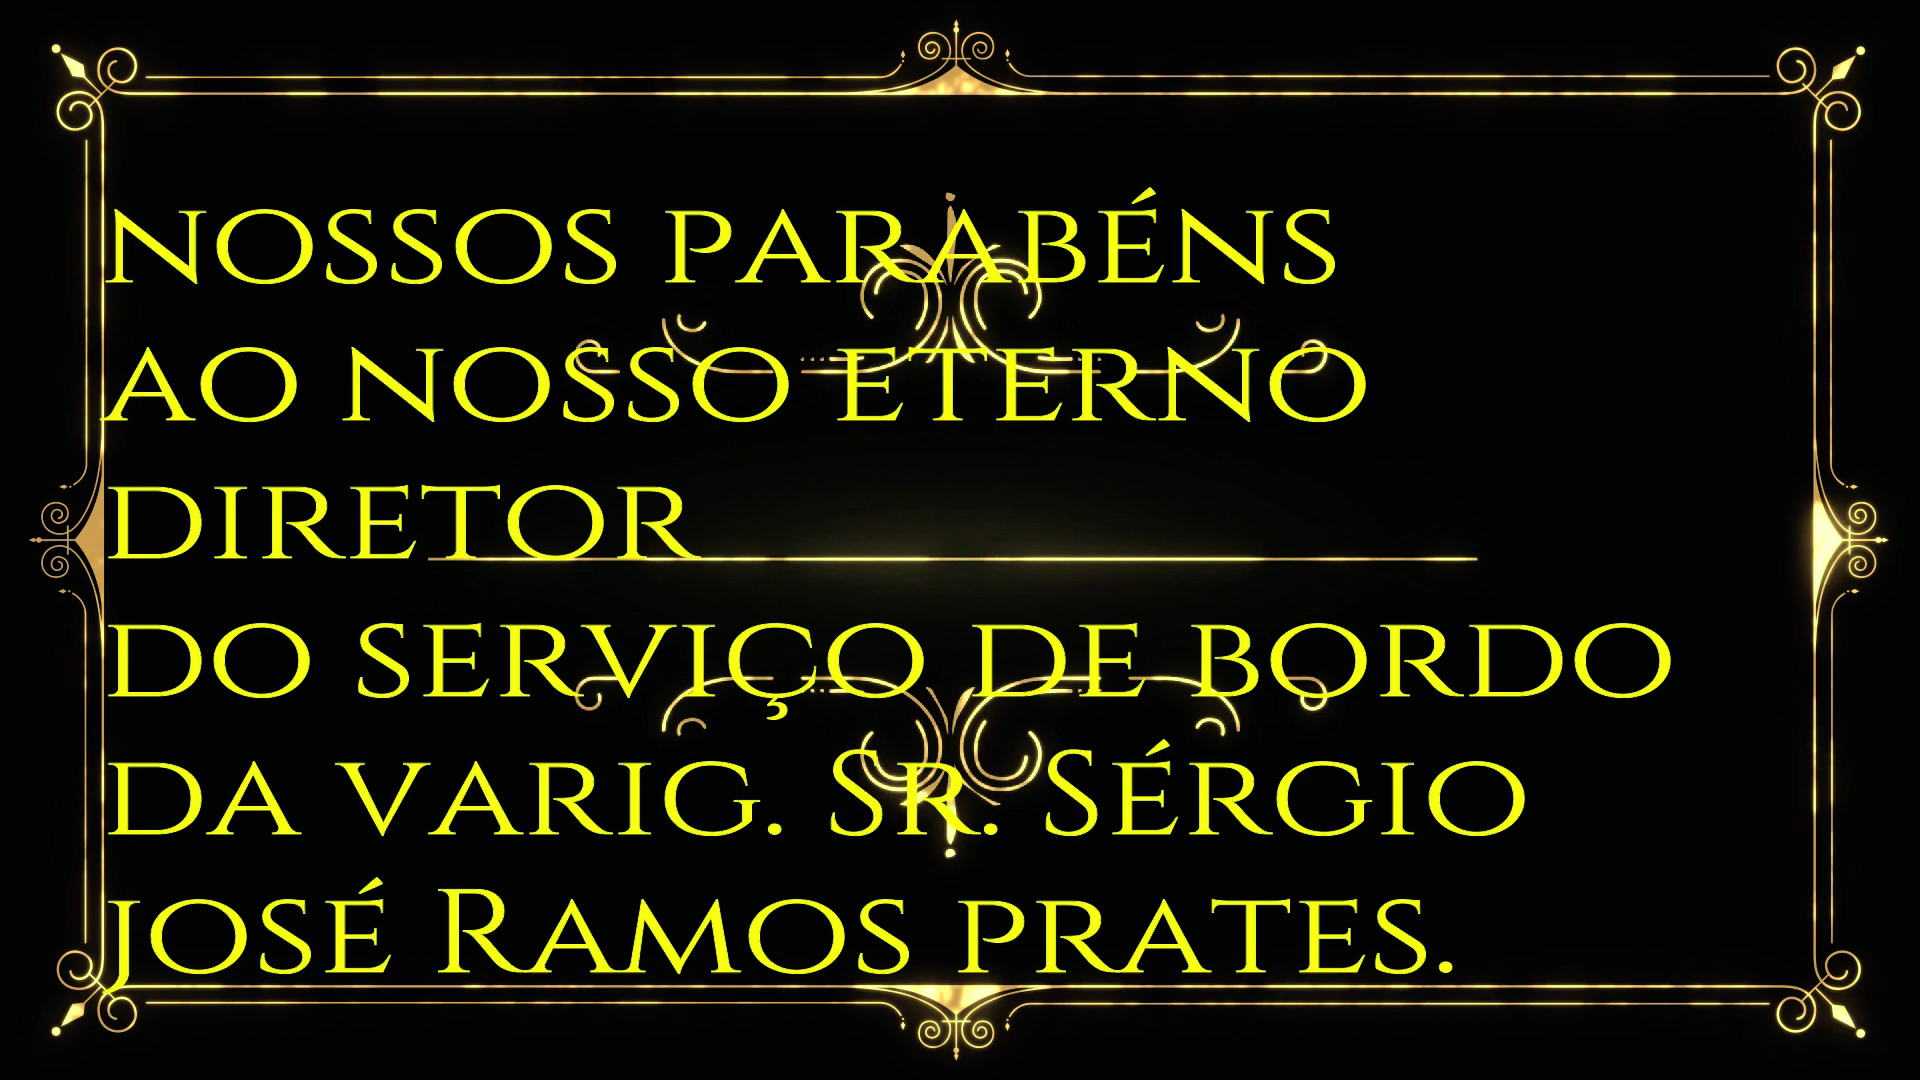 NOSSOS PARABÉNS
AO NOSSO ETERNO
DIRETOR
DO SERVIÇO DE BORDO
DA VARIG. SR. SÉRGIO
JOSÉ RAMOS PRATES.